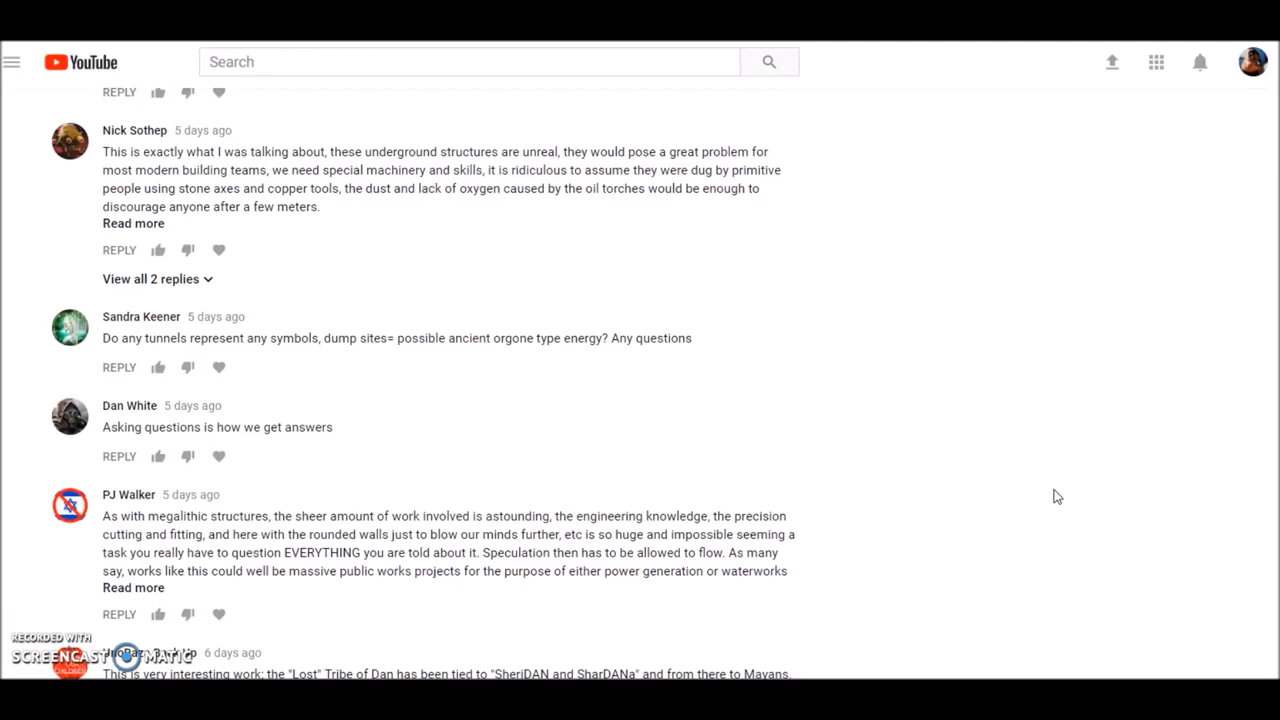 YouTube
Search
REPLY
Nick Sothep 5 days ago
This is exactly what I was talking about, these underground structures are unreal, they would pose a great problem for
most modern building teams, we need special machinery and skills, it is ridiculous to assume they were dug by primitive
people using stone axes and copper tools, the dust and lack of oxygen caused by the oil torches would be enough to
discourage anyone after a few meters.
Read more
REPLY
View all 2 replies
Sandra Keener 5 days ago
Do any tunnels represent any symbols, dump sites= possible ancient orgone type energy? Any questions
REPLY
Dan White 5 days ago
Asking questions is how we get answers
REPLY
PJ Walker 5 days ago
As with megalithic structures, the sheer amount of work involved is astounding, the engineering knowledge, the precision
cutting and fitting, and here with the rounded walls just to blow our minds further, etc is so huge and impossible seeming a
task you really have to question EVERYTHING you are told about it. Speculation then has to be allowed to flow. As many
say, works like this could well be massive public works projects for the purpose of either power generation or waterworks
Read more
REPLY
RECORDED WITH
SCREENCAST MATIC
6 days ago
This is very interesting work; the "Lost" Tribe of Dan has been tied to "SheriDAN and SharDANa" and from there to Mayans.